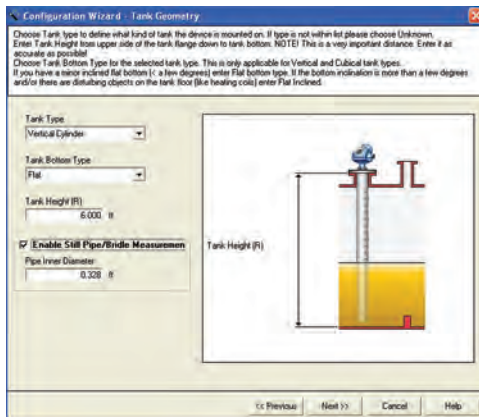 Configuration Wizard - Tank Geometry
Choose Tank type to define what kind of tank the device is mounted on. If type is not within list please choose Unknown.
Enter Tank Height from upper side of the tank flange down to tank bottom. NOTE! This is a very important distance. Enter it as
accurate as possible!
Choose Tank Bottom Type for the selected tank type. This is only applicable for Vertical and Cubical tank types.
If you have a minor inclined flat bottom (< a few degrees) enter Flat bottom type. If the bottom inclination is more than a few degrees
and/or there are disturbing objects on the tank floor (like heating coils) enter Flat Inclined.
Tank Type
Vertical Cylinder
Tank Bottom Type
Flat
Tank Height (R)
6.000 ft
Enable Still Pipe/Bridle Measuremen
Pipe Inner Diameter
0.328 ft
Tank Height (R)
<< Previous Next >> Cancel Help